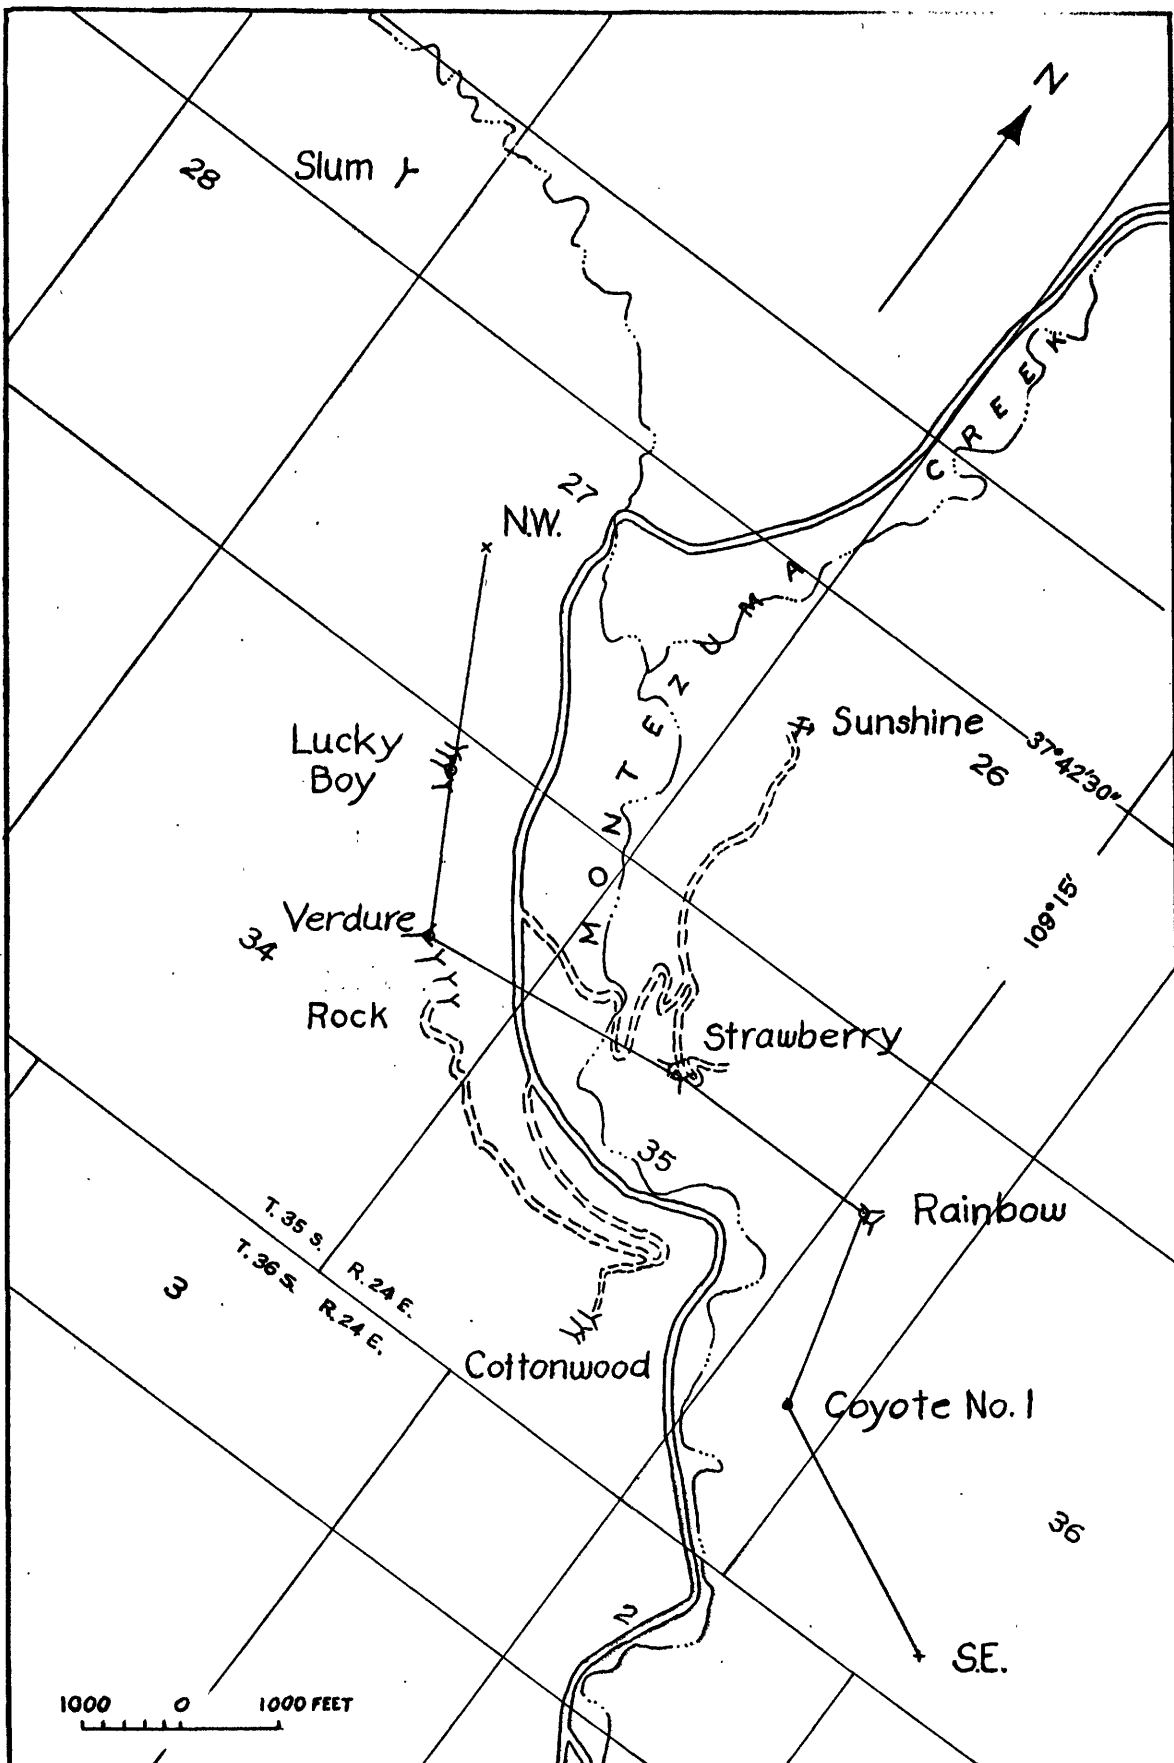 N
28
Slum
CREEK
27
N.W.
MONTEZUMA
Sunshine
37°42'30"
26
Lucky
Boy
109°15'
Verdure
34
Rock
Strawberry
35
Rainbow
T. 35 S.
R. 24 E.
T. 36 S.
R. 24 E.
3
Cottonwood
Coyote No. 1
36
2
S.E.
1000 0 1000 FEET